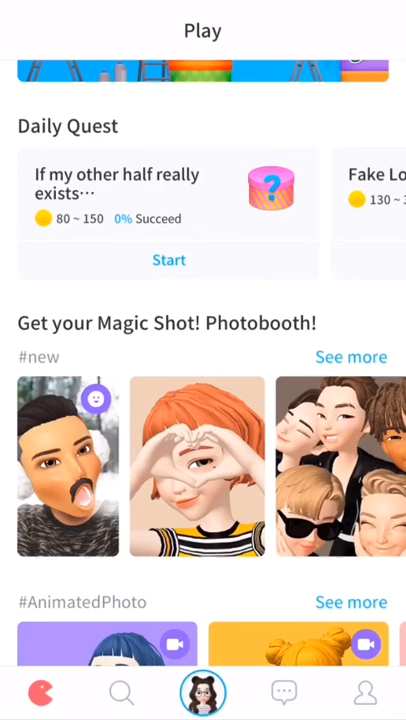 Play
Daily Quest
If my other half really
exists…
80 ~ 150 0% Succeed
Start
Fake Lo
130 ~
Get your Magic Shot! Photobooth!
#new
See more
#AnimatedPhoto
See more